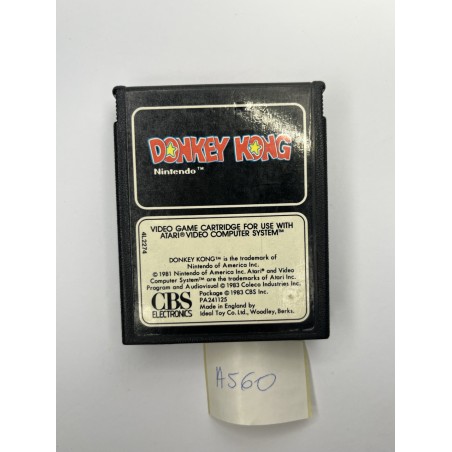 DONKEY KONG
Nintendo™
4L2274
VIDEO GAME CARTRIDGE FOR USE WITH
ATARI® VIDEO COMPUTER SYSTEM™
DONKEY KONG™ is the trademark of
Nintendo of America Inc.
© 1981 Nintendo of America Inc. Atari® and Video
Computer System™ are the trademarks of Atari Inc.
Program and Audiovisual © 1983 Coleco Industries Inc.
Package © 1983 CBS Inc.
PA241125
Made in England by
Ideal Toy Co. Ltd., Woodley, Berks.
CBS
ELECTRONICS
A560